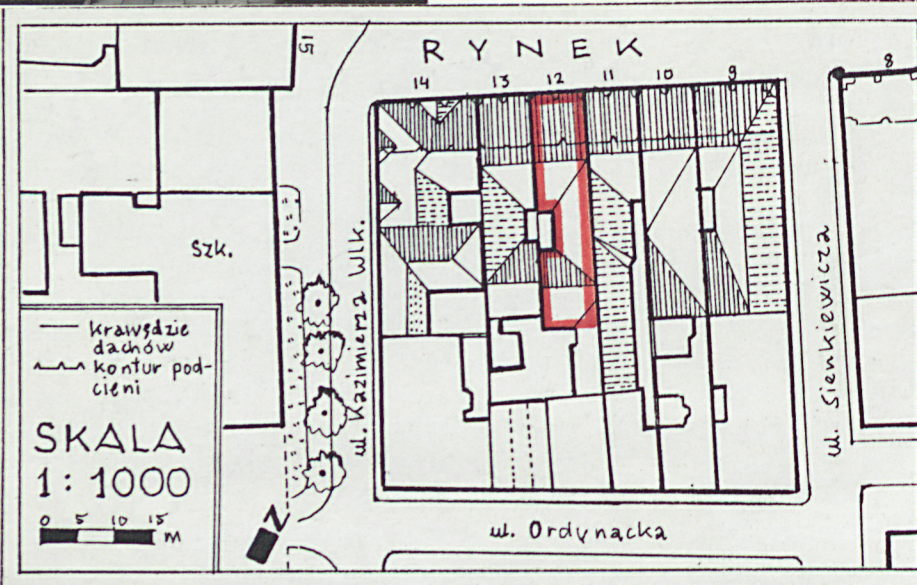 RYNEK
15
14 13 12 11 10 9 8
Szk.
ul. Kazimierza Wlk.
ul. Sienkiewicza
krawędzie
dachów
kontur pod-
cieni
SKALA
1:1000
0 5 10 15 m
N
ul. Ordynacka